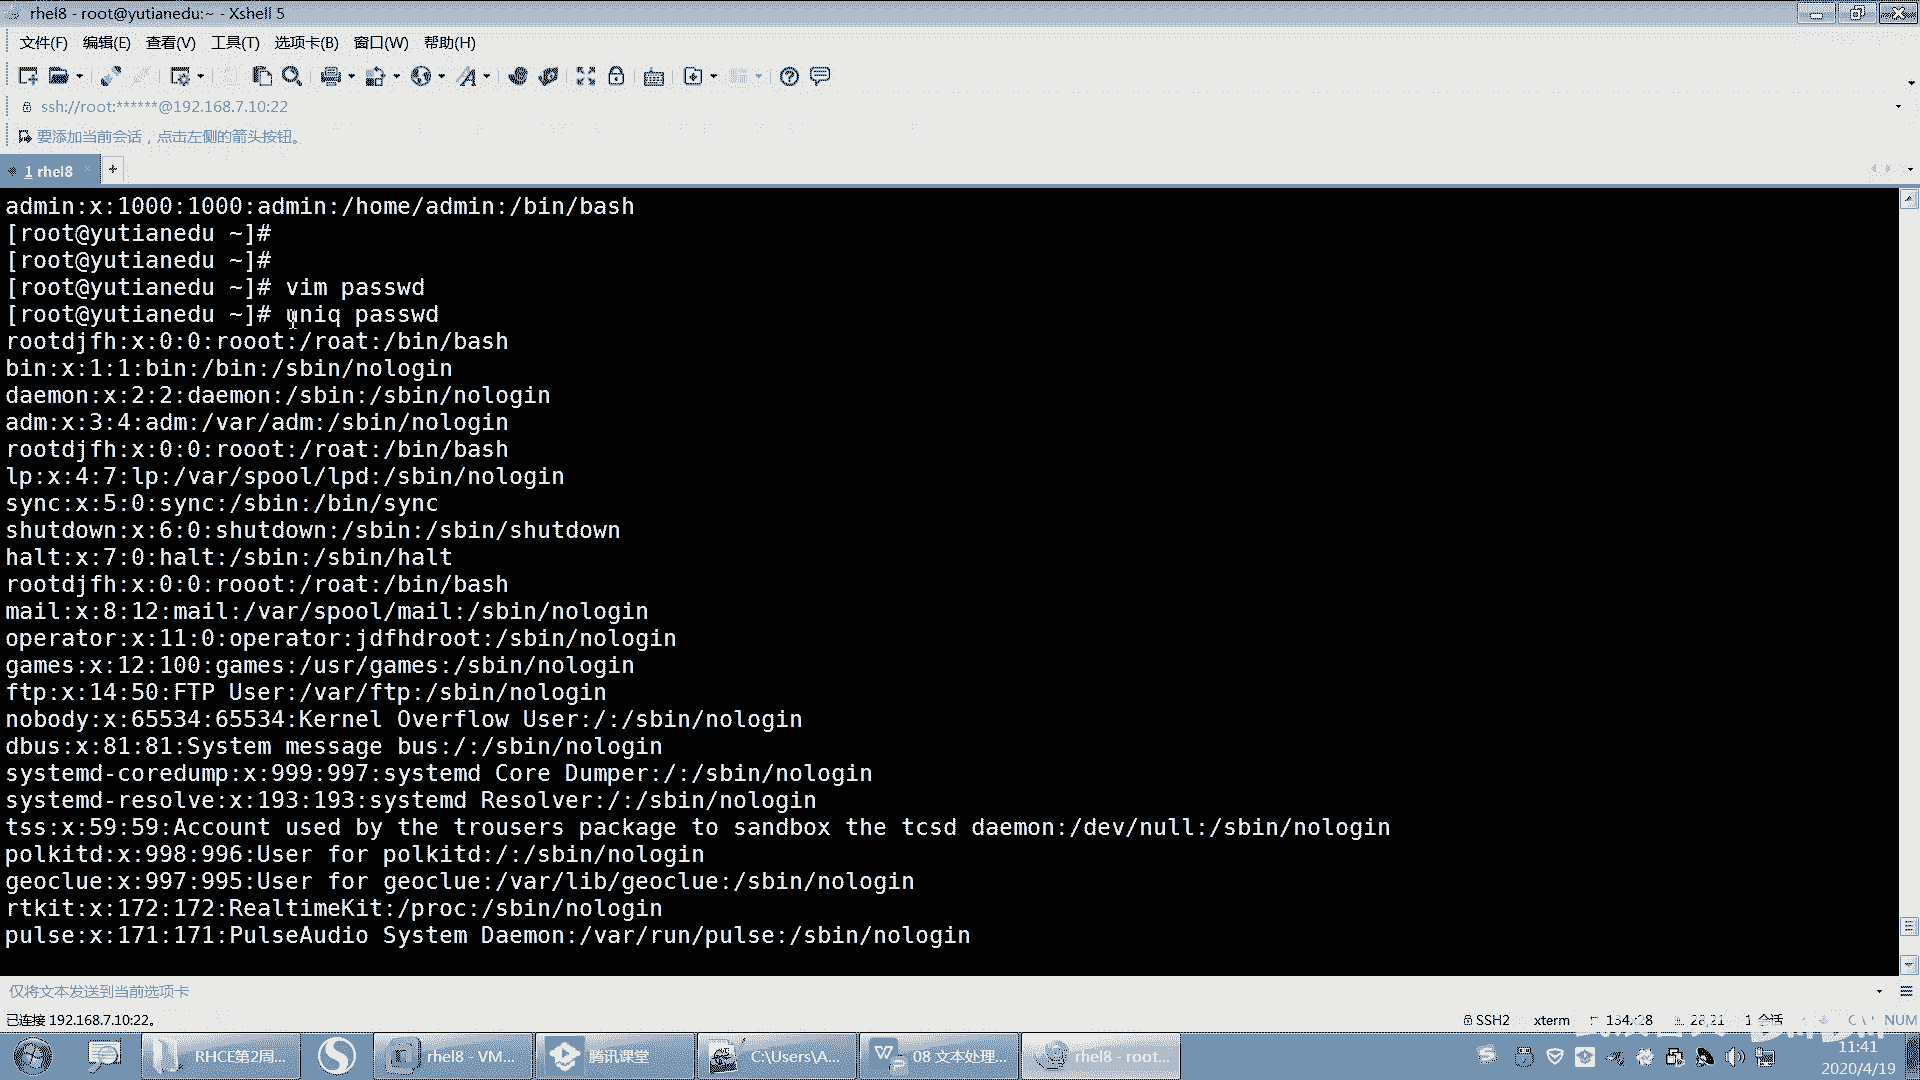 rhel8 - root@yutianedu:~ - Xshell 5
文件(F) 编辑(E) 查看(V) 工具(T) 选项卡(B) 窗口(W) 帮助(H)
ssh://root:******@192.168.7.10:22
要添加当前会话，点击左侧的箭头按钮。
1 rhel8
admin:x:1000:1000:admin:/home/admin:/bin/bash
[root@yutianedu ~]#
[root@yutianedu ~]#
[root@yutianedu ~]# vim passwd
[root@yutianedu ~]# uniq passwd
rootdjfh:x:0:0:rooot:/roat:/bin/bash
bin:x:1:1:bin:/bin:/sbin/nologin
daemon:x:2:2:daemon:/sbin:/sbin/nologin
adm:x:3:4:adm:/var/adm:/sbin/nologin
rootdjfh:x:0:0:rooot:/roat:/bin/bash
lp:x:4:7:lp:/var/spool/lpd:/sbin/nologin
sync:x:5:0:sync:/sbin:/bin/sync
shutdown:x:6:0:shutdown:/sbin:/sbin/shutdown
halt:x:7:0:halt:/sbin:/sbin/halt
rootdjfh:x:0:0:rooot:/roat:/bin/bash
mail:x:8:12:mail:/var/spool/mail:/sbin/nologin
operator:x:11:0:operator:jdfhdroot:/sbin/nologin
games:x:12:100:games:/usr/games:/sbin/nologin
ftp:x:14:50:FTP User:/var/ftp:/sbin/nologin
nobody:x:65534:65534:Kernel Overflow User:/:/sbin/nologin
dbus:x:81:81:System message bus:/:/sbin/nologin
systemd-coredump:x:999:997:systemd Core Dumper:/:/sbin/nologin
systemd-resolve:x:193:193:systemd Resolver:/:/sbin/nologin
tss:x:59:59:Account used by the trousers package to sandbox the tcsd daemon:/dev/null:/sbin/nologin
polkitd:x:998:996:User for polkitd:/:/sbin/nologin
geoclue:x:997:995:User for geoclue:/var/lib/geoclue:/sbin/nologin
rtkit:x:172:172:RealtimeKit:/proc:/sbin/nologin
pulse:x:171:171:PulseAudio System Daemon:/var/run/pulse:/sbin/nologin
仅将文本发送到当前选项卡
已连接 192.168.7.10:22。 SSH2 xterm 1 会话 NUM
RHCE第2周... rhel8 - VM... 腾讯课堂 C:\Users\A... 08 文本处理... rhel8 - root...
11:41
2020/4/19